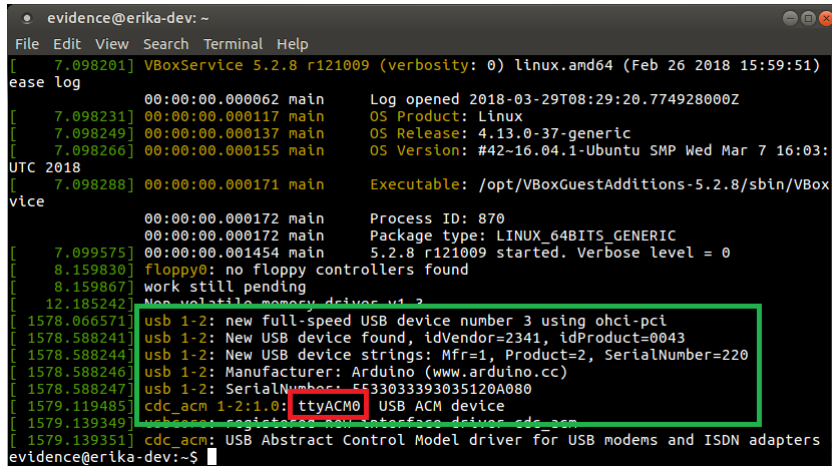 evidence@erika-dev: ~
File Edit View Search Terminal Help
[    7.098201] VBoxService 5.2.8 r121009 (verbosity: 0) linux.amd64 (Feb 26 2018 15:59:51)
ease log
               00:00:00.000062 main     Log opened 2018-03-29T08:29:20.774928000Z
[    7.098231] 00:00:00.000117 main     OS Product: Linux
[    7.098249] 00:00:00.000137 main     OS Release: 4.13.0-37-generic
[    7.098266] 00:00:00.000155 main     OS Version: #42~16.04.1-Ubuntu SMP Wed Mar 7 16:03:
UTC 2018
[    7.098288] 00:00:00.000171 main     Executable: /opt/VBoxGuestAdditions-5.2.8/sbin/VBox
vice
               00:00:00.000172 main     Process ID: 870
               00:00:00.000172 main     Package type: LINUX_64BITS_GENERIC
[    7.099575] 00:00:00.001454 main     5.2.8 r121009 started. Verbose level = 0
[    8.159830] floppy0: no floppy controllers found
[    8.159867] work still pending
[   12.185242] Non-volatile memory driver v1.3
[ 1578.066571] usb 1-2: new full-speed USB device number 3 using ohci-pci
[ 1578.588241] usb 1-2: New USB device found, idVendor=2341, idProduct=0043
[ 1578.588244] usb 1-2: New USB device strings: Mfr=1, Product=2, SerialNumber=220
[ 1578.588246] usb 1-2: Manufacturer: Arduino (www.arduino.cc)
[ 1578.588247] usb 1-2: SerialNumber: 5533033393035120A080
[ 1579.119485] cdc_acm 1-2:1.0: ttyACM0: USB ACM device
[ 1579.139349] usbcore: registered new interface driver cdc_acm
[ 1579.139351] cdc_acm: USB Abstract Control Model driver for USB modems and ISDN adapters
evidence@erika-dev:~$